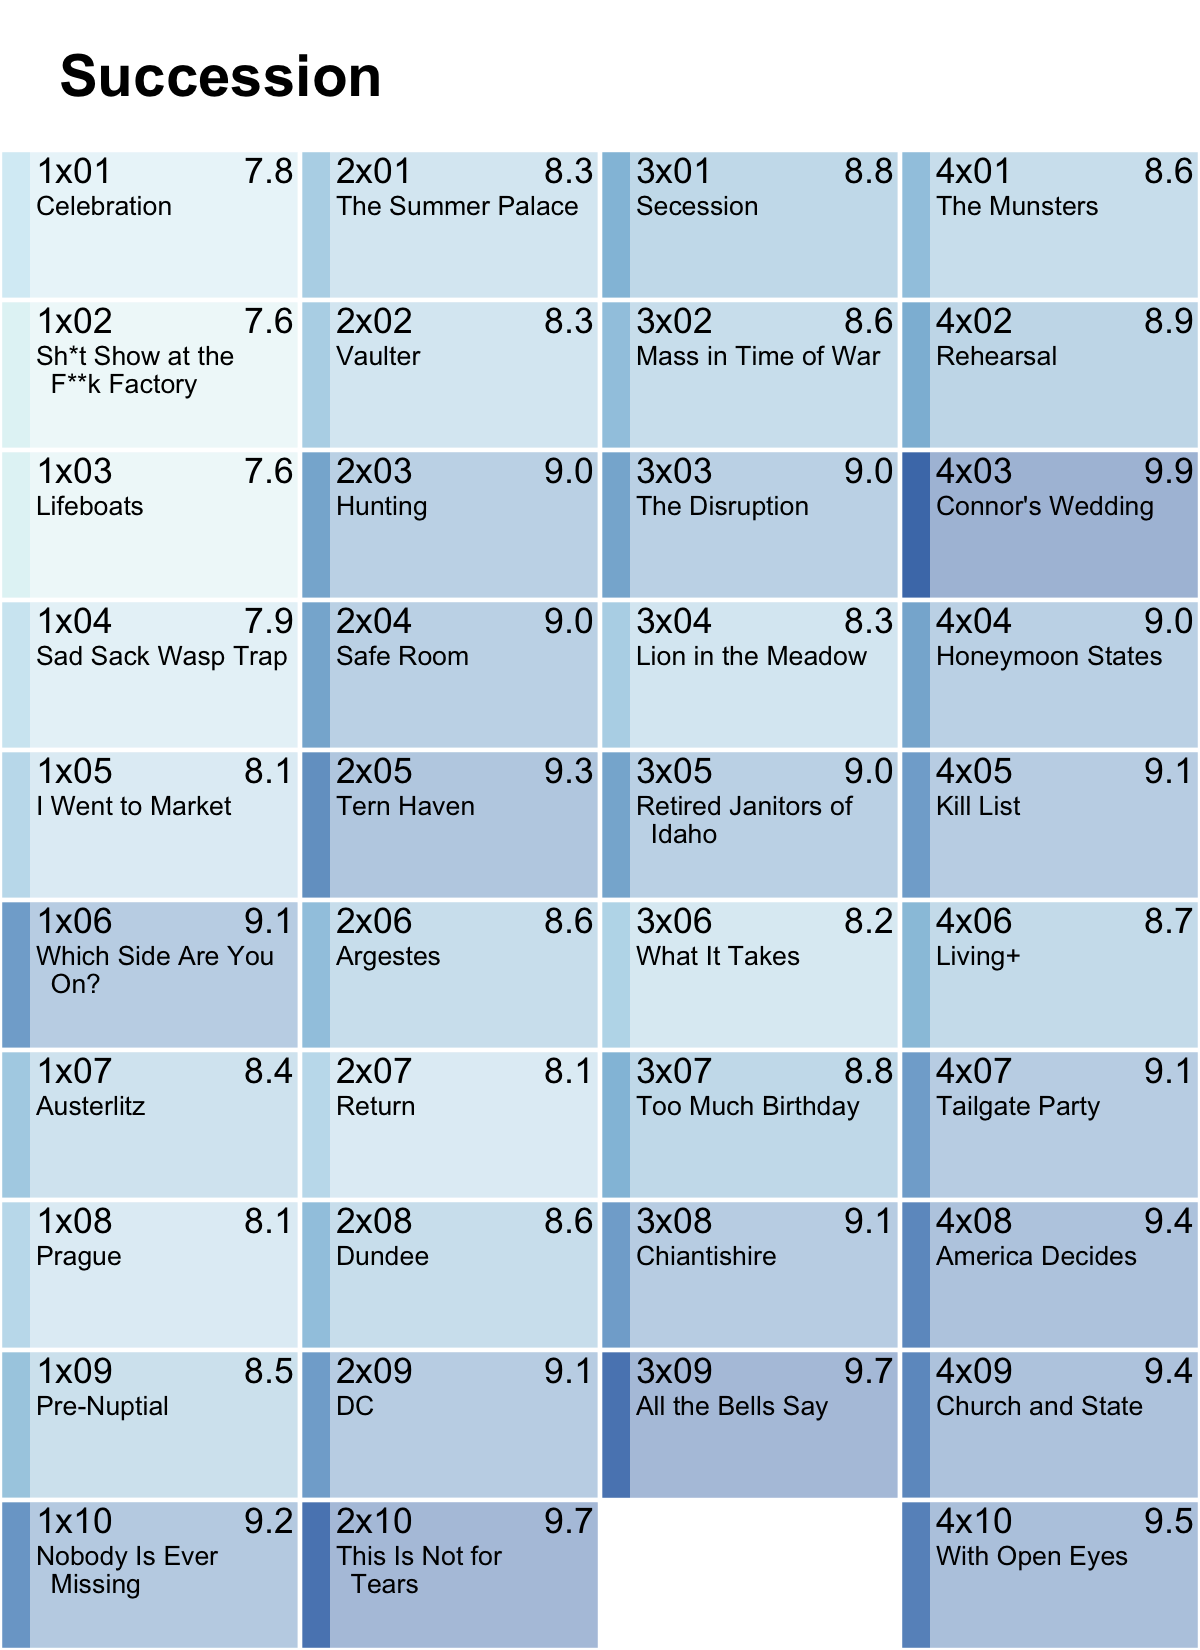 Succession
1x01 7.8
Celebration
1x02 7.6
Sh*t Show at the
F**k Factory
1x03 7.6
Lifeboats
1x04 7.9
Sad Sack Wasp Trap
1x05 8.1
I Went to Market
1x06 9.1
Which Side Are You
On?
1x07 8.4
Austerlitz
1x08 8.1
Prague
1x09 8.5
Pre-Nuptial
1x10 9.2
Nobody Is Ever
Missing
2x01 8.3
The Summer Palace
2x02 8.3
Vaulter
2x03 9.0
Hunting
2x04 9.0
Safe Room
2x05 9.3
Tern Haven
2x06 8.6
Argestes
2x07 8.1
Return
2x08 8.6
Dundee
2x09 9.1
DC
2x10 9.7
This Is Not for
Tears
3x01 8.8
Secession
3x02 8.6
Mass in Time of War
3x03 9.0
The Disruption
3x04 8.3
Lion in the Meadow
3x05 9.0
Retired Janitors of
Idaho
3x06 8.2
What It Takes
3x07 8.8
Too Much Birthday
3x08 9.1
Chiantishire
3x09 9.7
All the Bells Say
4x01 8.6
The Munsters
4x02 8.9
Rehearsal
4x03 9.9
Connor's Wedding
4x04 9.0
Honeymoon States
4x05 9.1
Kill List
4x06 8.7
Living+
4x07 9.1
Tailgate Party
4x08 9.4
America Decides
4x09 9.4
Church and State
4x10 9.5
With Open Eyes